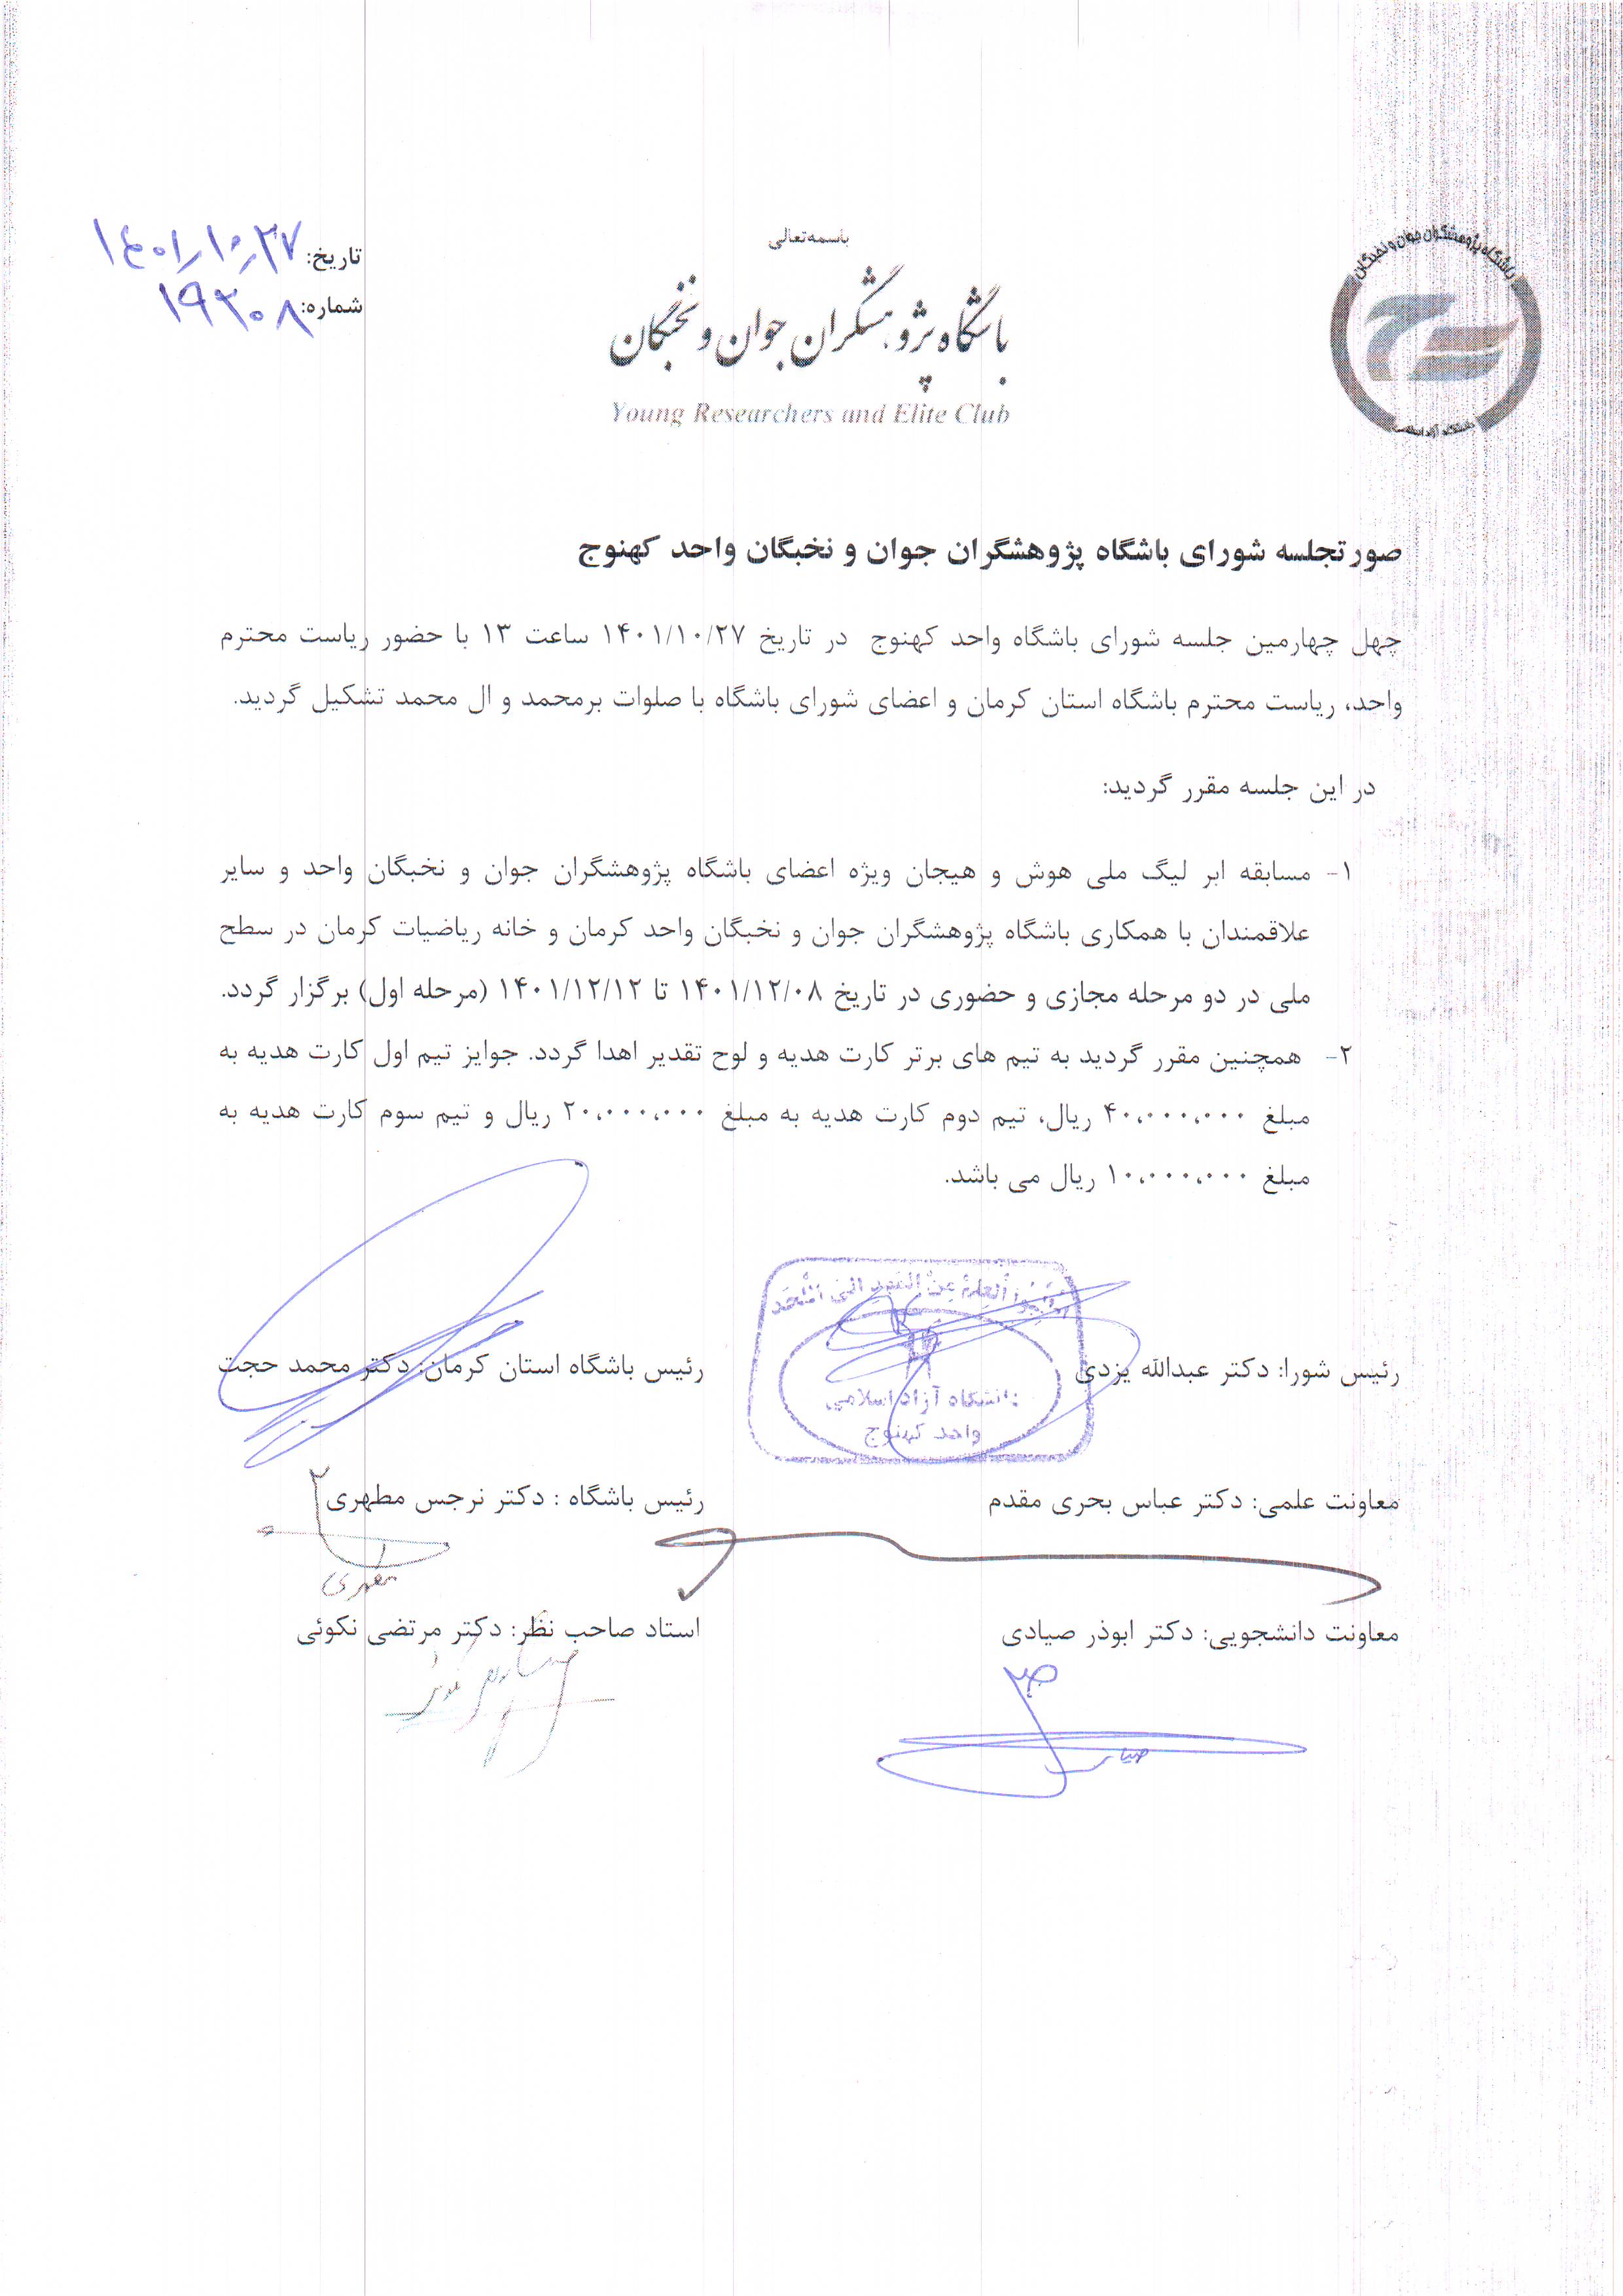 باسمه‌تعالی
باشگاه پژوهشگران جوان و نخبگان
Young Researchers and Elite Club
باشگاه پژوهشگران جوان و نخبگان
دانشگاه آزاد اسلامی
تاریخ: ۱۴۰۱/۱۰/۲۷
شماره: ۱۹۳۰۸
صورتجلسه شورای باشگاه پژوهشگران جوان و نخبگان واحد کهنوج
چهل چهارمین جلسه شورای باشگاه واحد کهنوج در تاریخ ۱۴۰۱/۱۰/۲۷ ساعت ۱۳ با حضور ریاست محترم
واحد، ریاست محترم باشگاه استان کرمان و اعضای شورای باشگاه با صلوات برمحمد و ال محمد تشکیل گردید.
در این جلسه مقرر گردید:
۱- مسابقه ابر لیگ ملی هوش و هیجان ویژه اعضای باشگاه پژوهشگران جوان و نخبگان واحد و سایر
علاقمندان با همکاری باشگاه پژوهشگران جوان و نخبگان واحد کرمان و خانه ریاضیات کرمان در سطح
ملی در دو مرحله مجازی و حضوری در تاریخ ۱۴۰۱/۱۲/۰۸ تا ۱۴۰۱/۱۲/۱۲ (مرحله اول) برگزار گردد.
۲- همچنین مقرر گردید به تیم های برتر کارت هدیه و لوح تقدیر اهدا گردد. جوایز تیم اول کارت هدیه به
مبلغ ۴۰،۰۰۰،۰۰۰ ریال، تیم دوم کارت هدیه به مبلغ ۲۰،۰۰۰،۰۰۰ ریال و تیم سوم کارت هدیه به
مبلغ ۱۰،۰۰۰،۰۰۰ ریال می باشد.
رئیس شورا: دکتر عبدالله یزدی
رئیس باشگاه استان کرمان: دکتر محمد حجت
دانشگاه آزاد اسلامی
واحد کهنوج
معاونت علمی: دکتر عباس بحری مقدم
رئیس باشگاه : دکتر نرجس مطهری
مطهری
معاونت دانشجویی: دکتر ابوذر صیادی
استاد صاحب نظر: دکتر مرتضی نکوئی